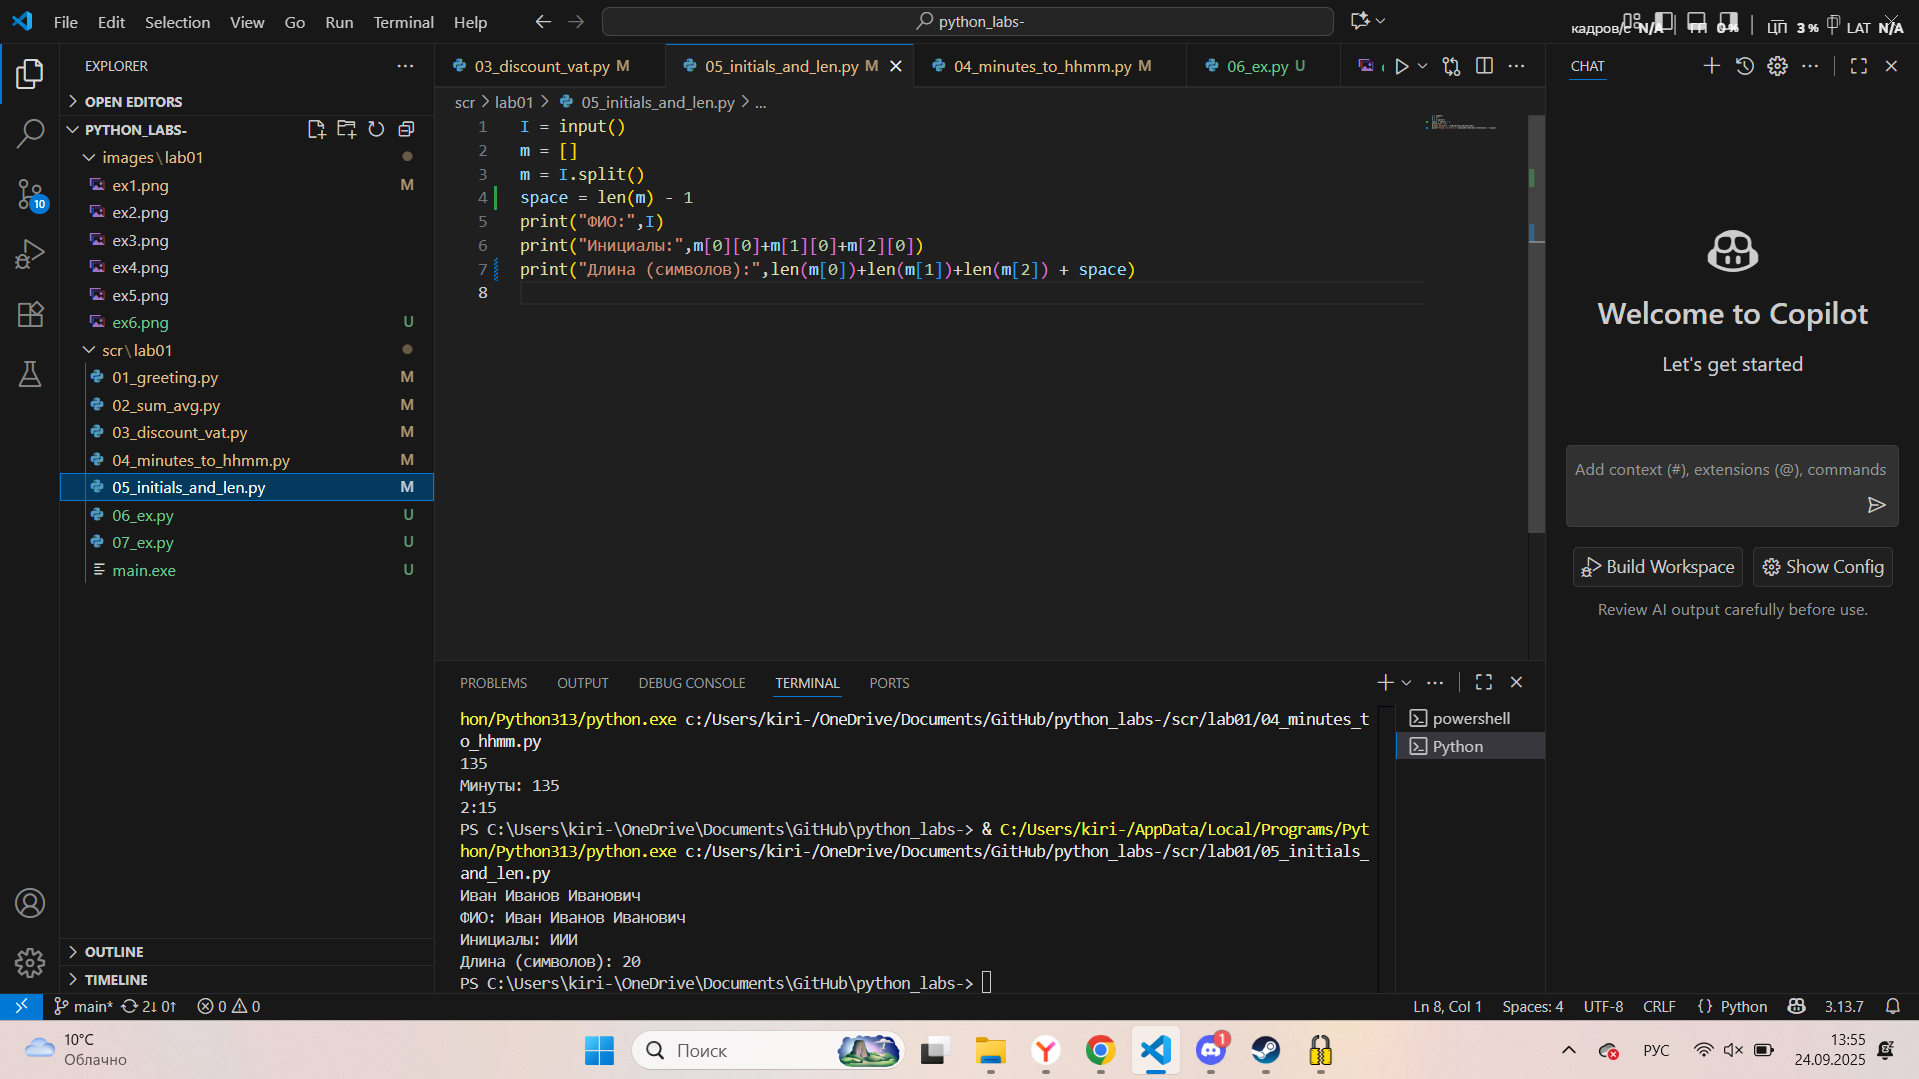 File Edit Selection View Go Run Terminal Help
python_labs-
кадров/с N/A ГП 0% ЦП 3% LAT N/A
EXPLORER
OPEN EDITORS
PYTHON_LABS-
images\lab01
ex1.png M
ex2.png
ex3.png
ex4.png
ex5.png
ex6.png U
scr\lab01
01_greeting.py M
02_sum_avg.py M
03_discount_vat.py M
04_minutes_to_hhmm.py M
05_initials_and_len.py M
06_ex.py U
07_ex.py U
main.exe U
OUTLINE
TIMELINE
10
03_discount_vat.py M 05_initials_and_len.py M 04_minutes_to_hhmm.py M 06_ex.py U
scr > lab01 > 05_initials_and_len.py > ...
1 I = input()
2 m = []
3 m = I.split()
4 space = len(m) - 1
5 print("ФИО:",I)
6 print("Инициалы:",m[0][0]+m[1][0]+m[2][0])
7 print("Длина (символов):",len(m[0])+len(m[1])+len(m[2]) + space)
8
PROBLEMS OUTPUT DEBUG CONSOLE TERMINAL PORTS
hon/Python313/python.exe c:/Users/kiri-/OneDrive/Documents/GitHub/python_labs-/scr/lab01/04_minutes_t
o_hhmm.py
135
Минуты: 135
2:15
PS C:\Users\kiri-\OneDrive\Documents\GitHub\python_labs-> & C:/Users/kiri-/AppData/Local/Programs/Pyt
hon/Python313/python.exe c:/Users/kiri-/OneDrive/Documents/GitHub/python_labs-/scr/lab01/05_initials_
and_len.py
Иван Иванов Иванович
ФИО: Иван Иванов Иванович
Инициалы: ИИИ
Длина (символов): 20
PS C:\Users\kiri-\OneDrive\Documents\GitHub\python_labs->
powershell
Python
CHAT
Welcome to Copilot
Let's get started
Add context (#), extensions (@), commands
Build Workspace Show Config
Review AI output carefully before use.
main* 2↓ 0↑ 0 0
Ln 8, Col 1 Spaces: 4 UTF-8 CRLF {} Python 3.13.7
10°C
Облачно
Поиск
1
РУС
13:55
24.09.2025